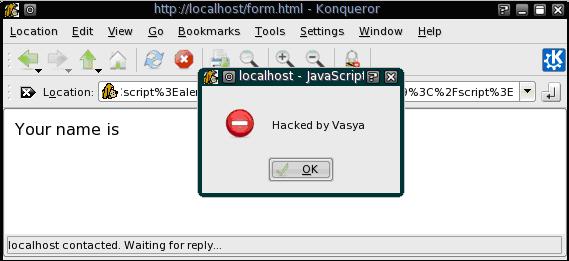 http://localhost/form.html - Konqueror
Location Edit View Go Bookmarks Tools Settings Window Help
localhost - JavaScript
Location: script%3Ealer 9%3C%2Fscript%3E
Your name is
Hacked by Vasya
OK
localhost contacted. Waiting for reply...